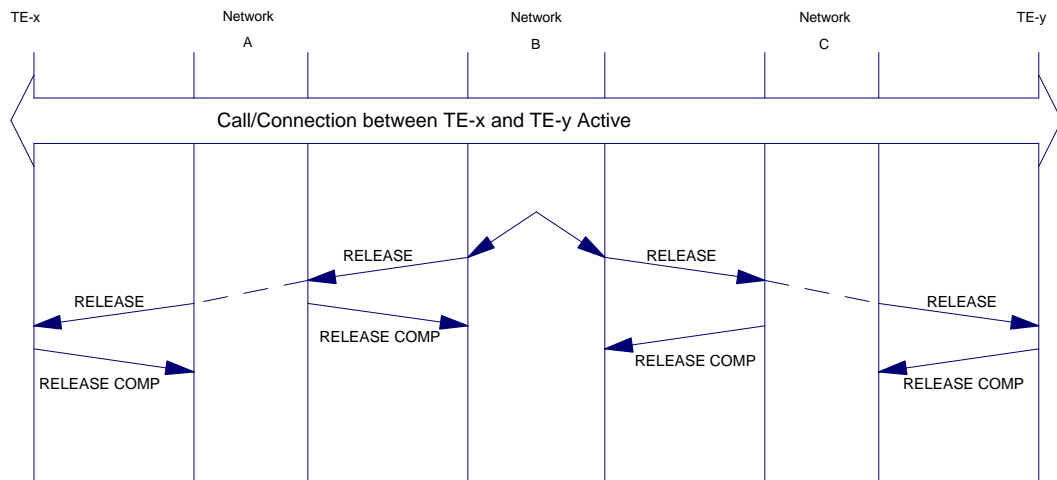 TE-x
Network
A
Network
B
Network
C
TE-y
Call/Connection between TE-x and TE-y Active
RELEASE
RELEASE
RELEASE
RELEASE
RELEASE COMP
RELEASE COMP
RELEASE COMP
RELEASE COMP